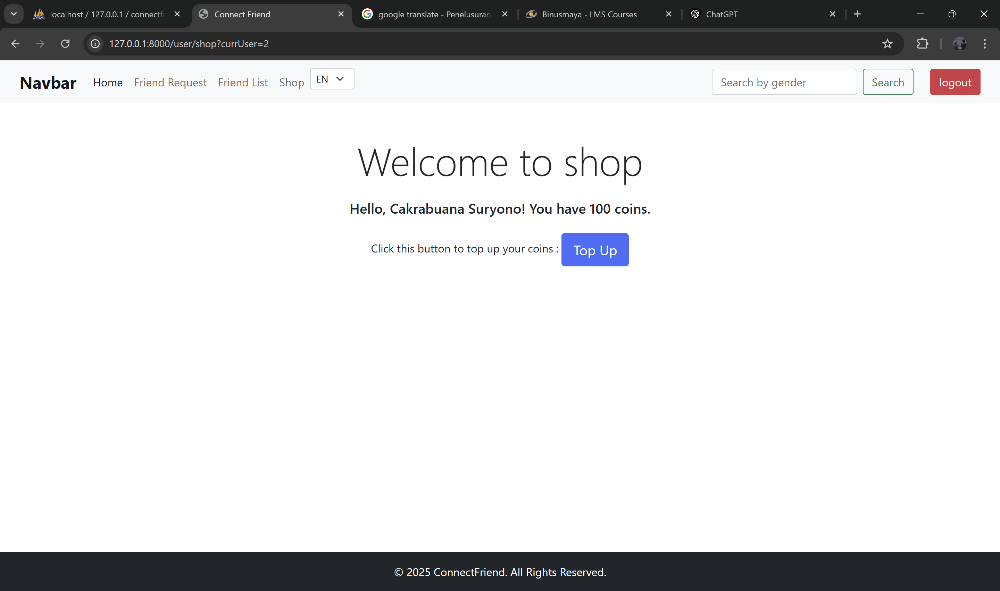 localhost / 127.0.0.1 / connectfr
Connect Friend
google translate - Penelusuran
Binusmaya - LMS Courses
ChatGPT
127.0.0.1:8000/user/shop?currUser=2
Navbar
Home
Friend Request
Friend List
Shop
EN
Search by gender
Search
logout
Welcome to shop
Hello, Cakrabuana Suryono! You have 100 coins.
Click this button to top up your coins :
Top Up
© 2025 ConnectFriend. All Rights Reserved.